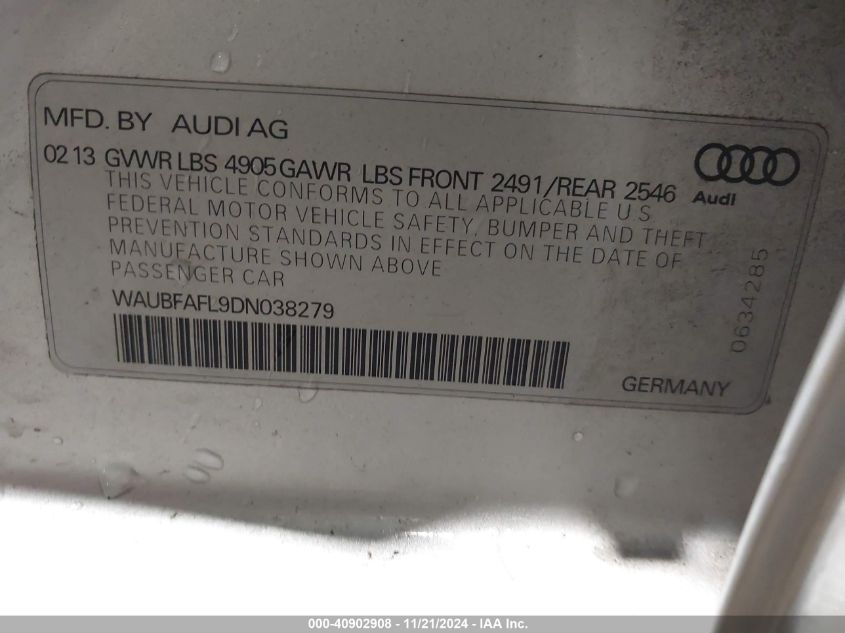 MFD. BY AUDI AG
02 13 GVWR LBS 4905 GAWR LBS FRONT 2491/REAR 2546
THIS VEHICLE CONFORMS TO ALL APPLICABLE U.S.
FEDERAL MOTOR VEHICLE SAFETY, BUMPER AND THEFT
PREVENTION STANDARDS IN EFFECT ON THE DATE OF
MANUFACTURE SHOWN ABOVE
PASSENGER CAR
WAUBFAFL9DN038279
Audi
0634285
GERMANY
000-40902908 - 11/21/2024 - IAA Inc.